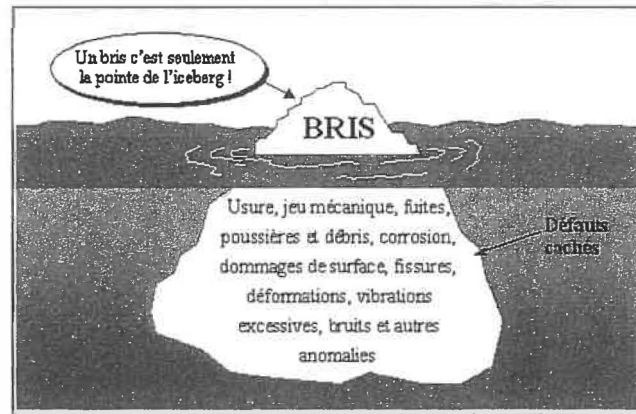 Un bris c'est seulement
la pointe de l'iceberg !
BRIS
Usure, jeu mécanique, fuites,
poussières et débris, corrosion,
dommages de surface, fissures,
déformations, vibrations
excessives, bruits et autres
anomalies
Défauts
cachés